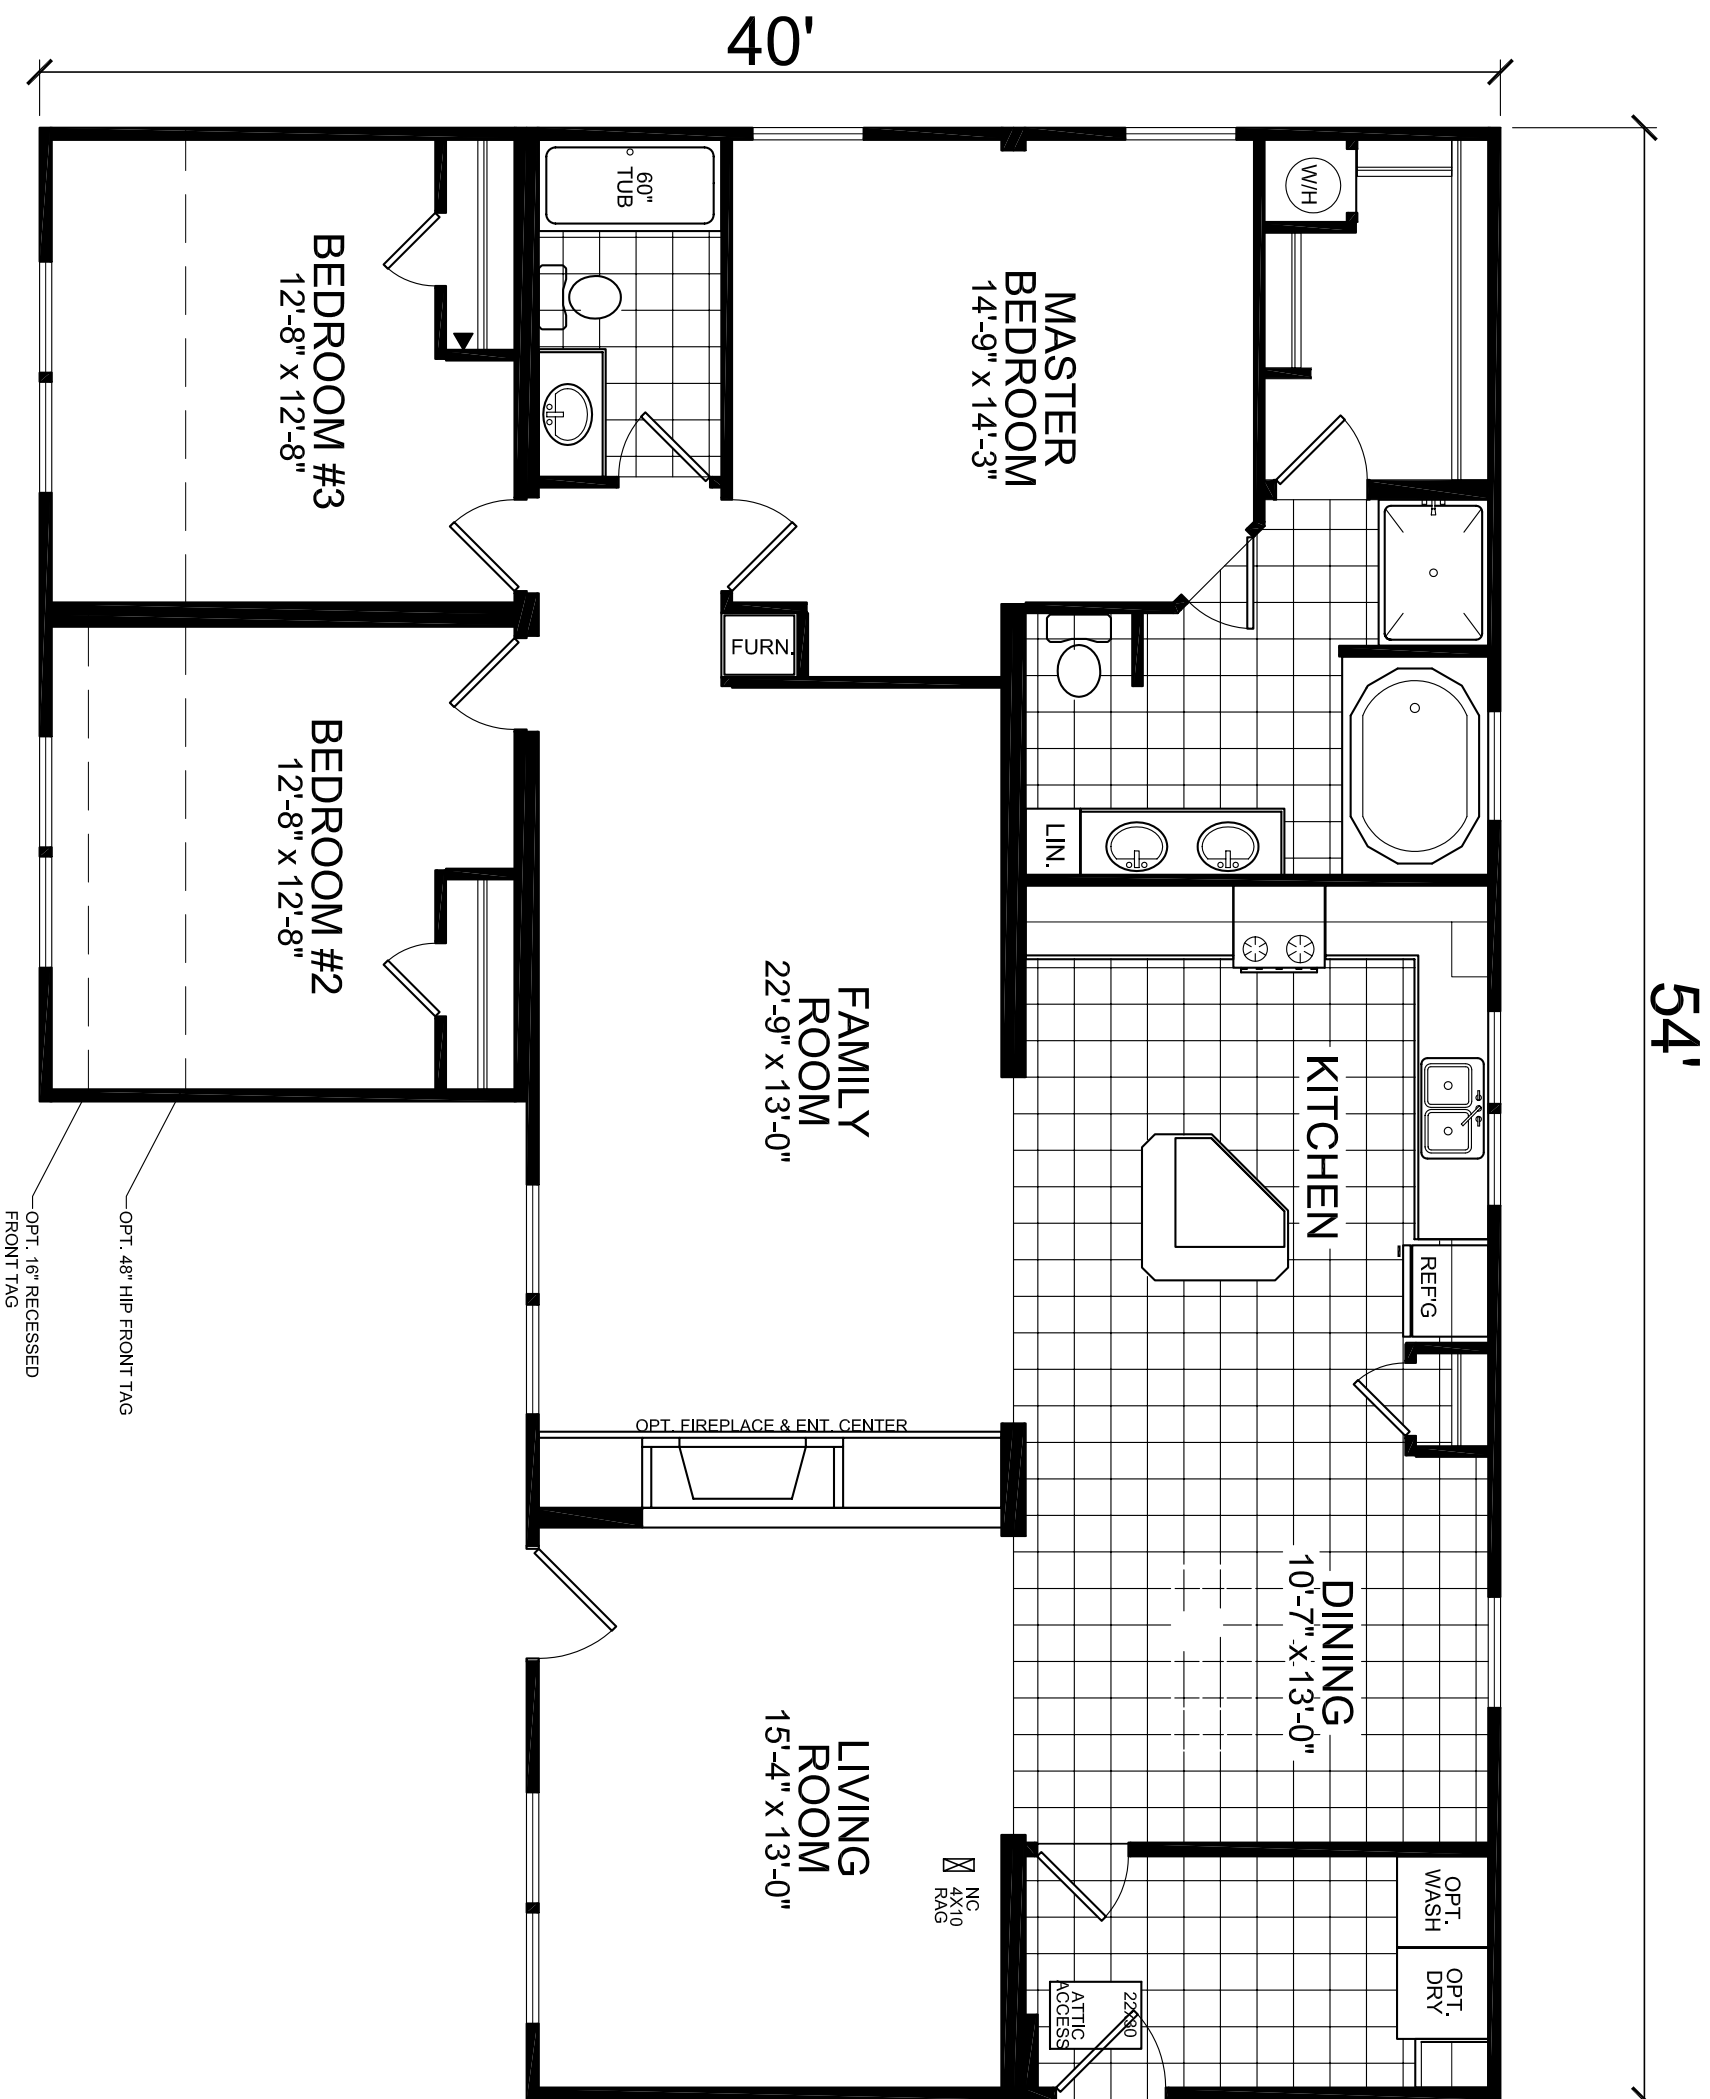 40'
54'
W/H
60"
TUB
MASTER
BEDROOM
14'-9" x 14'-3"
BEDROOM #3
12'-8" x 12'-8"
FURN.
LIN.
BEDROOM #2
12'-8" x 12'-8"
FAMILY
ROOM
22'-9" x 13'-0"
KITCHEN
REF'G
OPT. 48" HIP FRONT TAG
OPT. 16" RECESSED
FRONT TAG
OPT. FIREPLACE & ENT. CENTER
DINING
10'-7" x 13'-0"
LIVING
ROOM
15'-4" x 13'-0"
NC
4X10
RAG
OPT.
WASH
OPT.
DRY
22X30
ATTIC
ACCESS